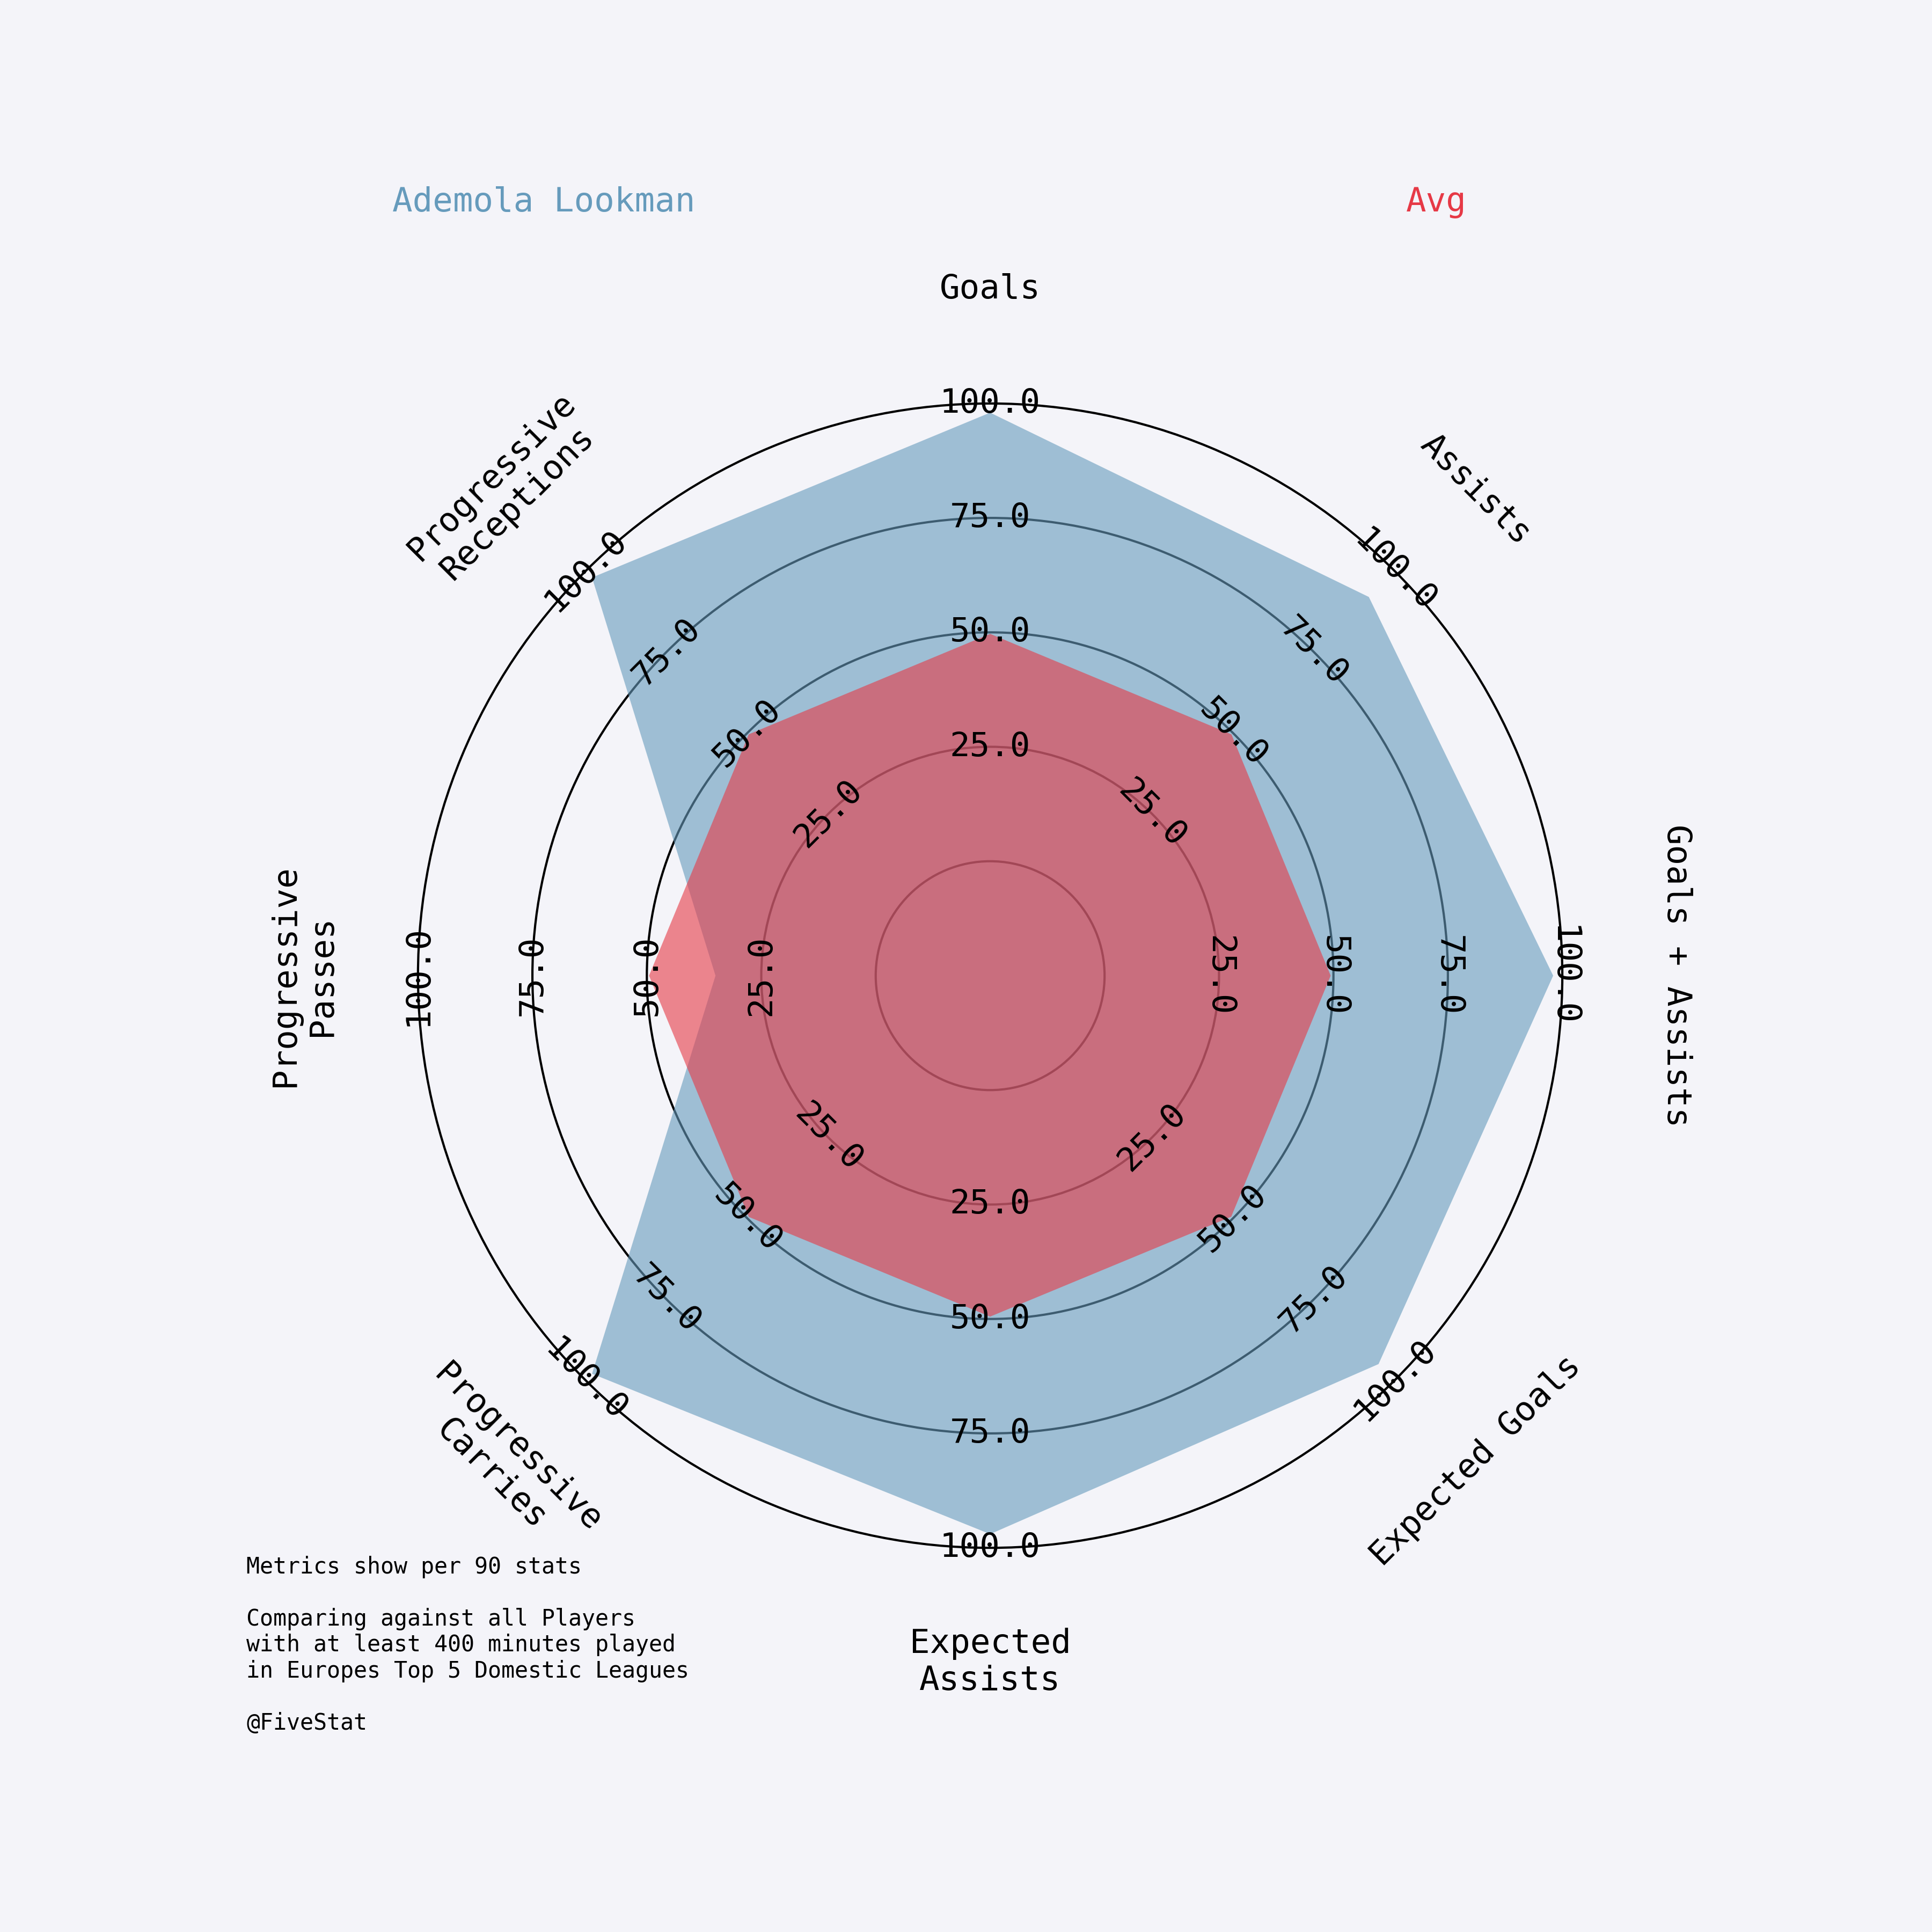 Ademola Lookman
Avg
Goals
Assists
Progressive
Receptions
Goals + Assists
Progressive
Passes
Expected Goals
Progressive
Carries
Expected
Assists
100.0
75.0
50.0
25.0
100.0
75.0
50.0
25.0
100.0
75.0
50.0
25.0
100.0
75.0
50.0
25.0
100.0
75.0
50.0
25.0
100.0
75.0
50.0
25.0
100.0
75.0
50.0
25.0
100.0
75.0
50.0
25.0
Metrics show per 90 stats
Comparing against all Players
with at least 400 minutes played
in Europes Top 5 Domestic Leagues
@FiveStat